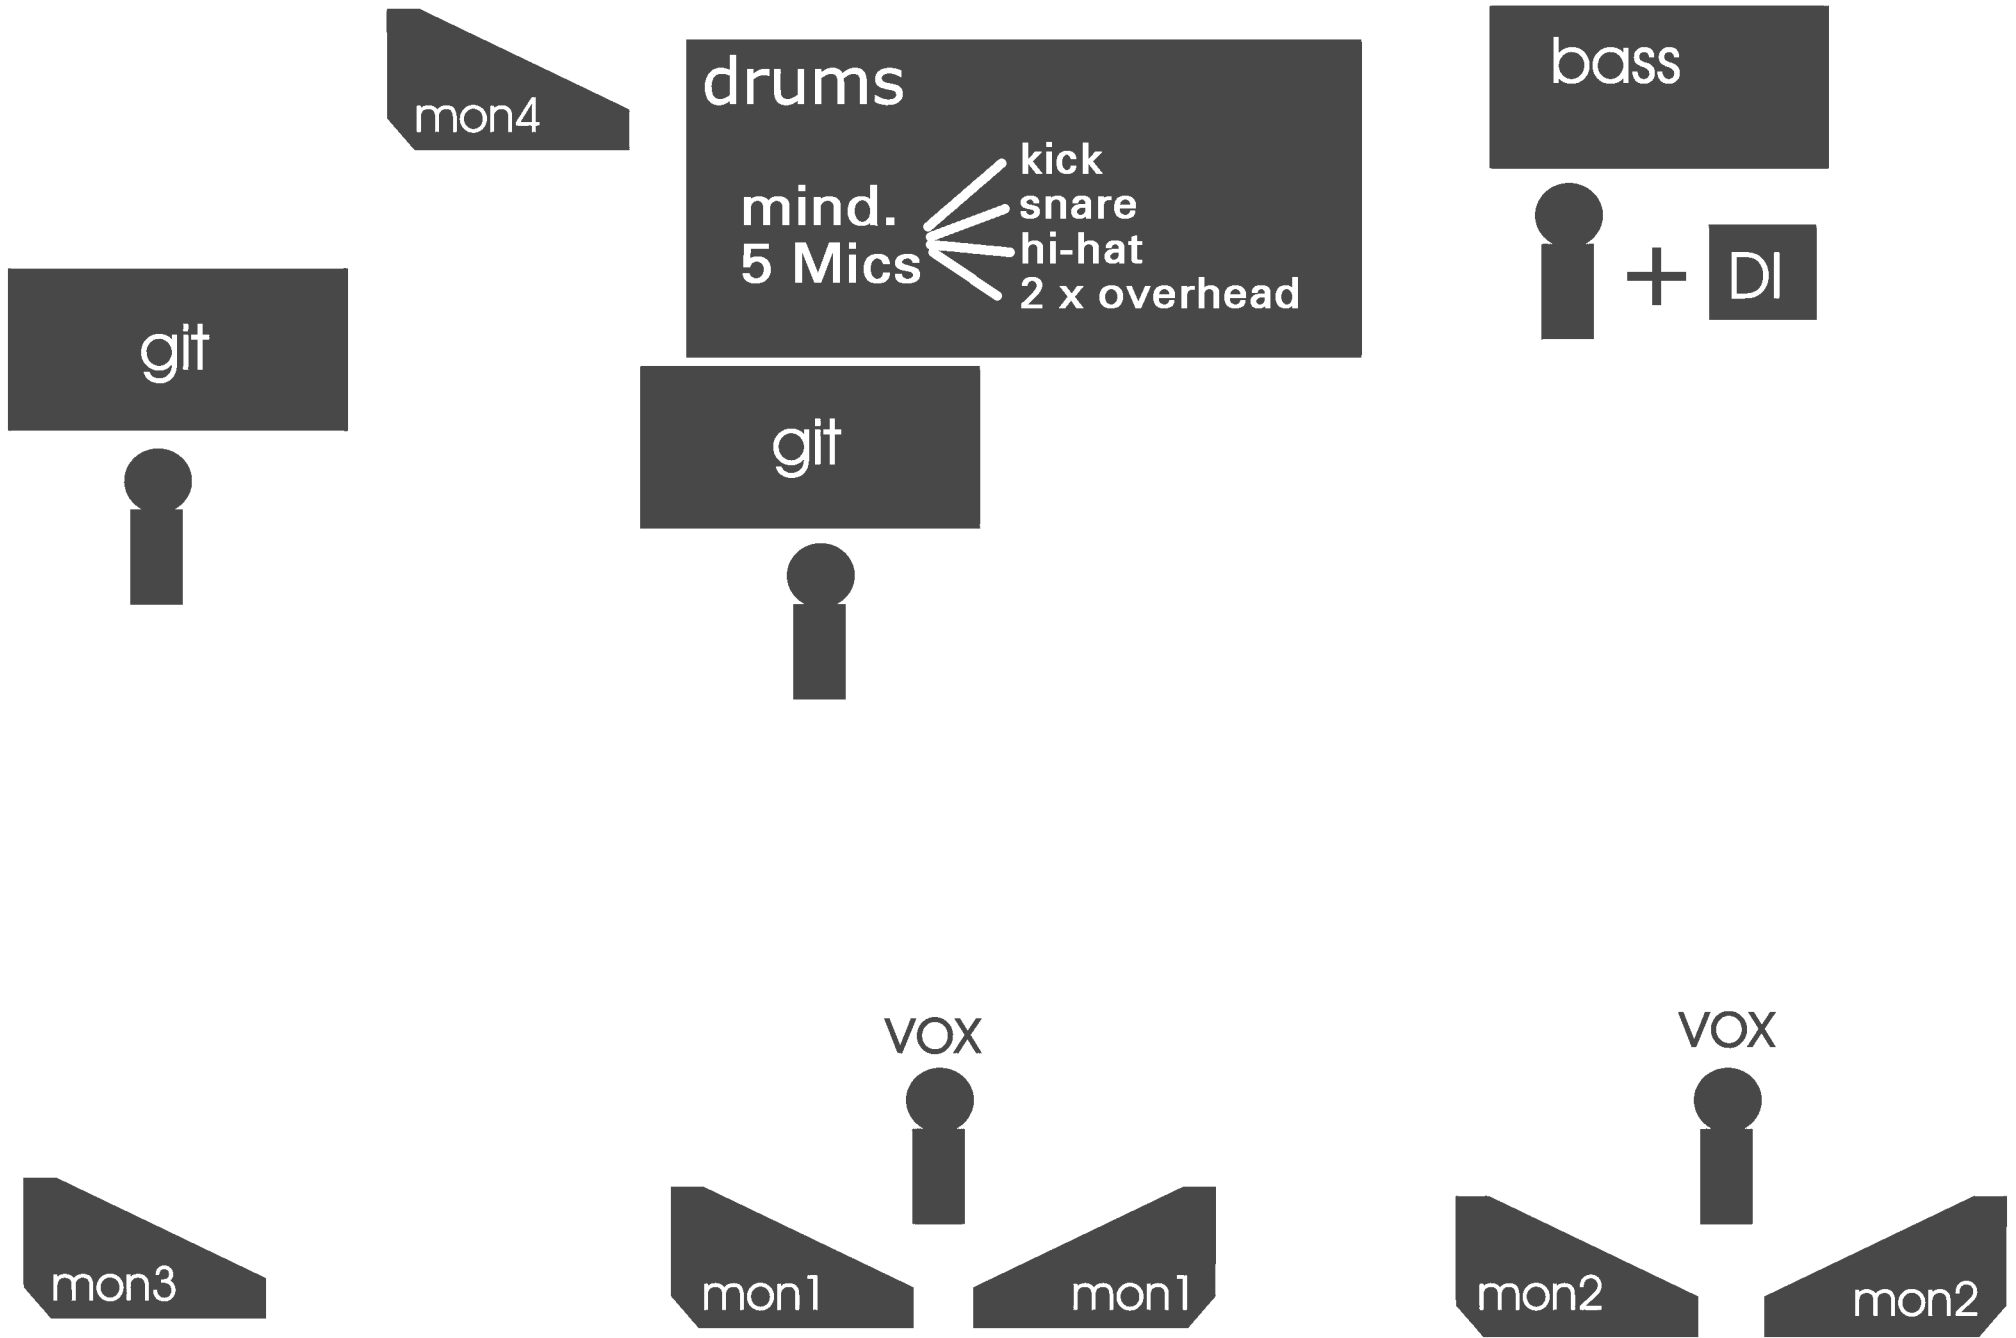 mon4
drums
mind.
5 Mics
kick
snare
hi-hat
2 x overhead
bass
+ DI
git
git
vox
vox
mon3
mon1
mon1
mon2
mon2